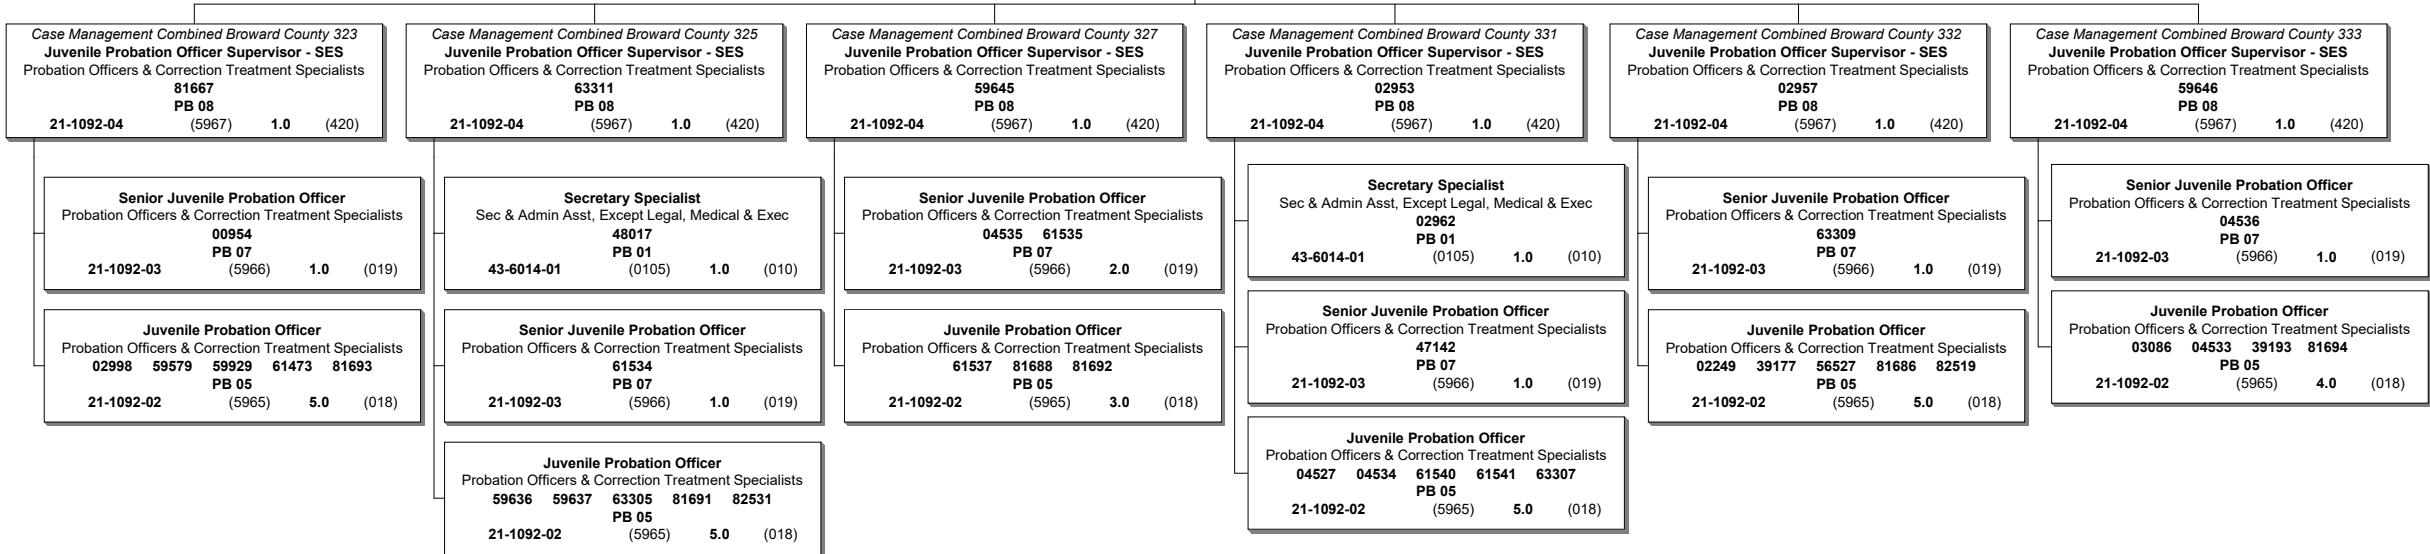 Case Management Combined Broward County 323
Juvenile Probation Officer Supervisor - SES
Probation Officers & Correction Treatment Specialists
81667
PB 08
21-1092-04 (5967) 1.0 (420)
Senior Juvenile Probation Officer
Probation Officers & Correction Treatment Specialists
00954
PB 07
21-1092-03 (5966) 1.0 (019)
Juvenile Probation Officer
Probation Officers & Correction Treatment Specialists
02998 59579 59929 61473 81693
PB 05
21-1092-02 (5965) 5.0 (018)
Case Management Combined Broward County 325
Juvenile Probation Officer Supervisor - SES
Probation Officers & Correction Treatment Specialists
63311
PB 08
21-1092-04 (5967) 1.0 (420)
Secretary Specialist
Sec & Admin Asst, Except Legal, Medical & Exec
48017
PB 01
43-6014-01 (0105) 1.0 (010)
Senior Juvenile Probation Officer
Probation Officers & Correction Treatment Specialists
61534
PB 07
21-1092-03 (5966) 1.0 (019)
Juvenile Probation Officer
Probation Officers & Correction Treatment Specialists
59636 59637 63305 81691 82531
PB 05
21-1092-02 (5965) 5.0 (018)
Case Management Combined Broward County 327
Juvenile Probation Officer Supervisor - SES
Probation Officers & Correction Treatment Specialists
59645
PB 08
21-1092-04 (5967) 1.0 (420)
Senior Juvenile Probation Officer
Probation Officers & Correction Treatment Specialists
04535 61535
PB 07
21-1092-03 (5966) 2.0 (019)
Juvenile Probation Officer
Probation Officers & Correction Treatment Specialists
61537 81688 81692
PB 05
21-1092-02 (5965) 3.0 (018)
Case Management Combined Broward County 331
Juvenile Probation Officer Supervisor - SES
Probation Officers & Correction Treatment Specialists
02953
PB 08
21-1092-04 (5967) 1.0 (420)
Secretary Specialist
Sec & Admin Asst, Except Legal, Medical & Exec
02962
PB 01
43-6014-01 (0105) 1.0 (010)
Senior Juvenile Probation Officer
Probation Officers & Correction Treatment Specialists
47142
PB 07
21-1092-03 (5966) 1.0 (019)
Juvenile Probation Officer
Probation Officers & Correction Treatment Specialists
04527 04534 61540 61541 63307
PB 05
21-1092-02 (5965) 5.0 (018)
Case Management Combined Broward County 332
Juvenile Probation Officer Supervisor - SES
Probation Officers & Correction Treatment Specialists
02957
PB 08
21-1092-04 (5967) 1.0 (420)
Senior Juvenile Probation Officer
Probation Officers & Correction Treatment Specialists
63309
PB 07
21-1092-03 (5966) 1.0 (019)
Juvenile Probation Officer
Probation Officers & Correction Treatment Specialists
02249 39177 56527 81686 82519
PB 05
21-1092-02 (5965) 5.0 (018)
Case Management Combined Broward County 333
Juvenile Probation Officer Supervisor - SES
Probation Officers & Correction Treatment Specialists
59646
PB 08
21-1092-04 (5967) 1.0 (420)
Senior Juvenile Probation Officer
Probation Officers & Correction Treatment Specialists
04536
PB 07
21-1092-03 (5966) 1.0 (019)
Juvenile Probation Officer
Probation Officers & Correction Treatment Specialists
03086 04533 39193 81694
PB 05
21-1092-02 (5965) 4.0 (018)